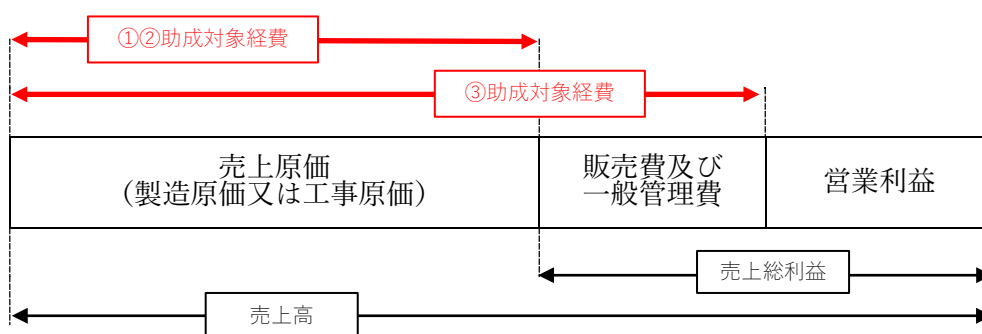 ①②助成対象経費
③助成対象経費
売上原価
(製造原価又は工事原価)
販売費及び
一般管理費
営業利益
売上総利益
売上高